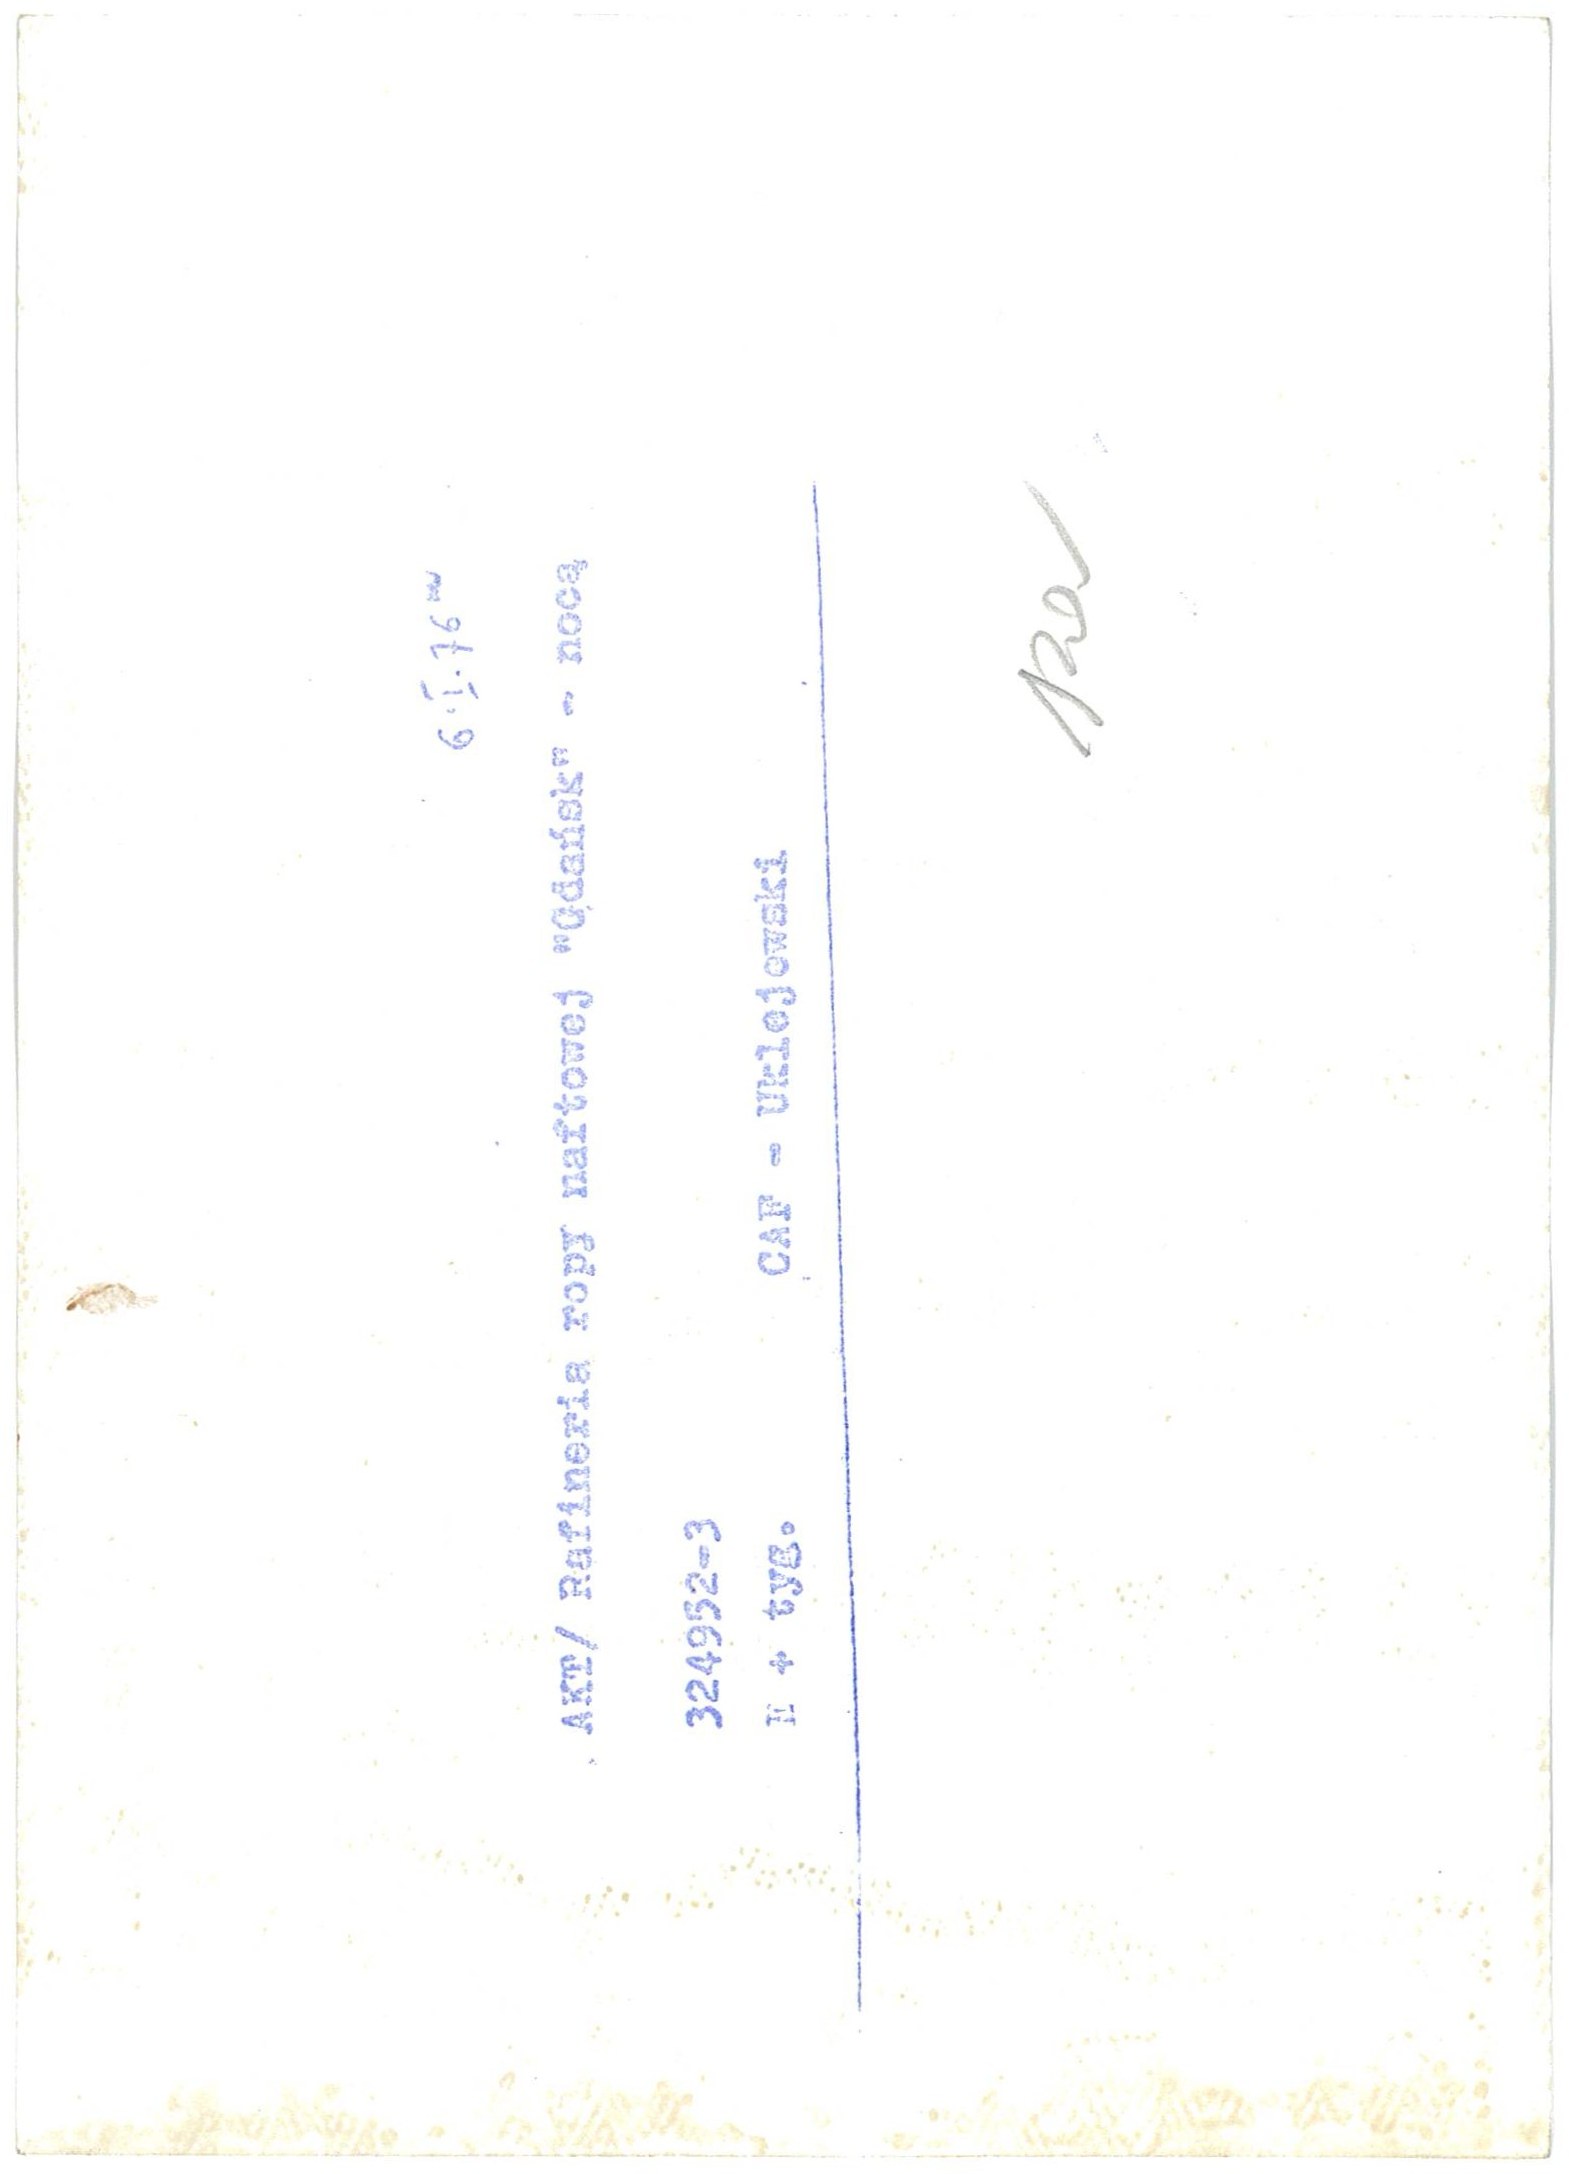 6.I.76
AKT/ Rafineria ropy naftowej "Gdańsk" - nocą
324952-3
H + tyg.
CAF - Uklejewski